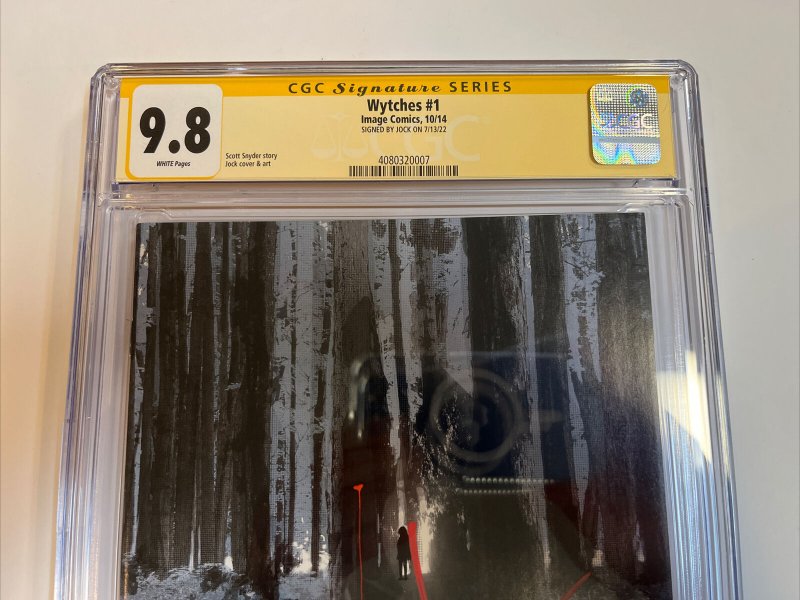 CGC Signature SERIES
9.8
WHITE Pages
Wytches #1
Image Comics, 10/14
SIGNED BY JOCK ON 7/13/22
Scott Snyder story
Jock cover & art
4080320007
CGC
CGC